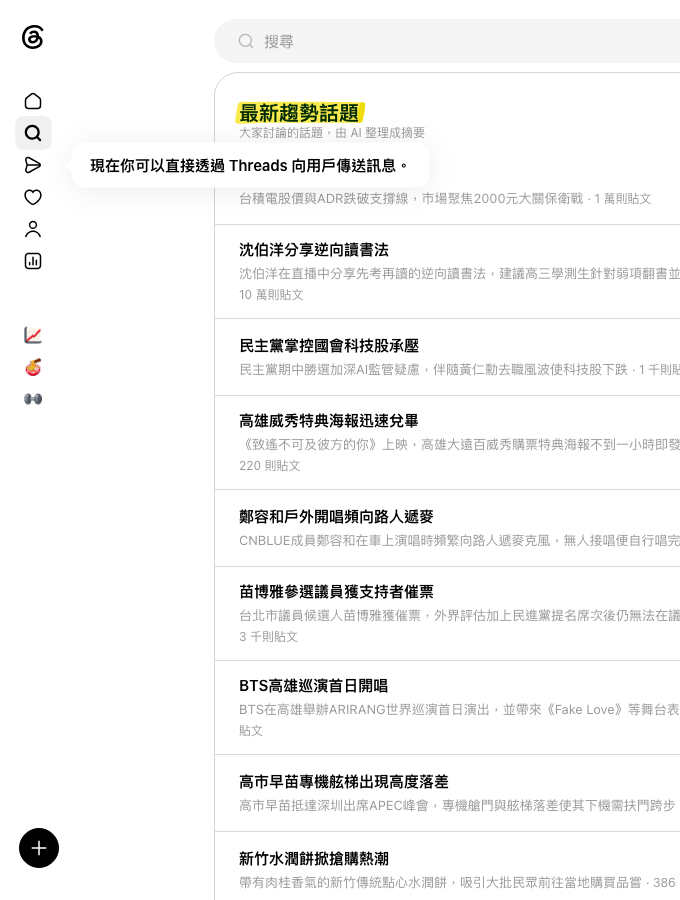 搜尋
最新趨勢話題
大家討論的話題，由 AI 整理成摘要
現在你可以直接透過 Threads 向用戶傳送訊息。
台積電股價與ADR跌破支撐線，市場聚焦2000元大關保衛戰 · 1 萬則貼文
沈伯洋分享逆向讀書法
沈伯洋在直播中分享先考再讀的逆向讀書法，建議高三學測生針對弱項翻書並
10 萬則貼文
民主黨掌控國會科技股承壓
民主黨期中勝選加深AI監管疑慮，伴隨黃仁勳去職風波使科技股下跌 · 1 千則貼
高雄威秀特典海報迅速兌畢
《致遙不可及彼方的你》上映，高雄大遠百威秀購票特典海報不到一小時即發
220 則貼文
鄭容和戶外開唱頻向路人遞麥
CNBLUE成員鄭容和在車上演唱時頻繁向路人遞麥克風，無人接唱便自行唱完
苗博雅參選議員獲支持者催票
台北市議員候選人苗博雅獲催票，外界評估加上民進黨提名席次後仍無法在議
3 千則貼文
BTS高雄巡演首日開唱
BTS在高雄舉辦ARIRANG世界巡演首日演出，並帶來《Fake Love》等舞台表
貼文
高市早苗專機舷梯出現高度落差
高市早苗抵達深圳出席APEC峰會，專機艙門與舷梯落差使其下機需扶門跨步
新竹水潤餅掀搶購熱潮
帶有肉桂香氣的新竹傳統點心水潤餅，吸引大批民眾前往當地購買品嘗 · 386